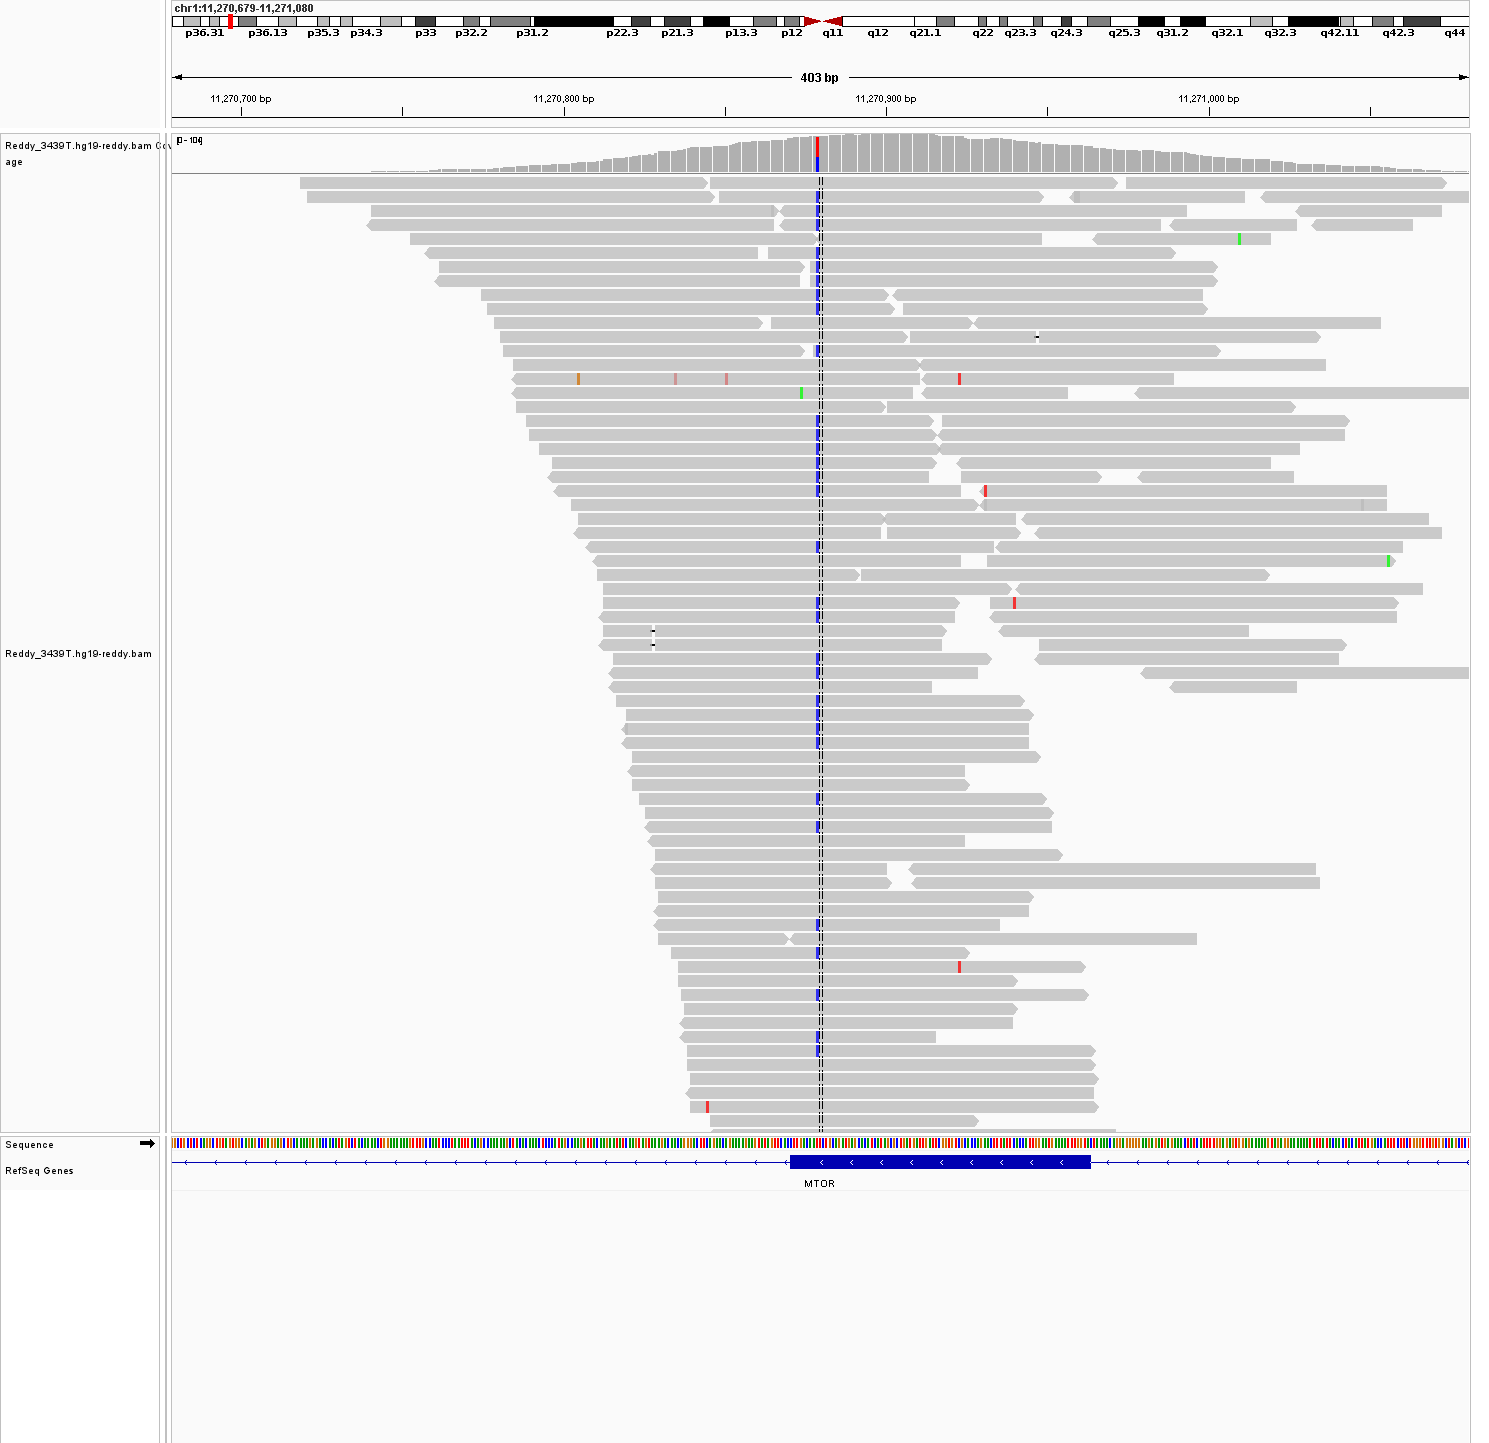 chr1:11,270,679-11,271,080
p36.31 p36.13 p35.3 p34.3 p33 p32.2 p31.2 p22.3 p21.3 p13.3 p12 q11 q12 q21.1 q22 q23.3 q24.3 q25.3 q31.2 q32.1 q32.3 q42.11 q42.3 q44
403 bp
11,270,700 bp 11,270,800 bp 11,270,900 bp 11,271,000 bp
Reddy_3439T.hg19-reddy.bam Cov
age
[0 - 104]
Reddy_3439T.hg19-reddy.bam
Sequence
RefSeq Genes
MTOR